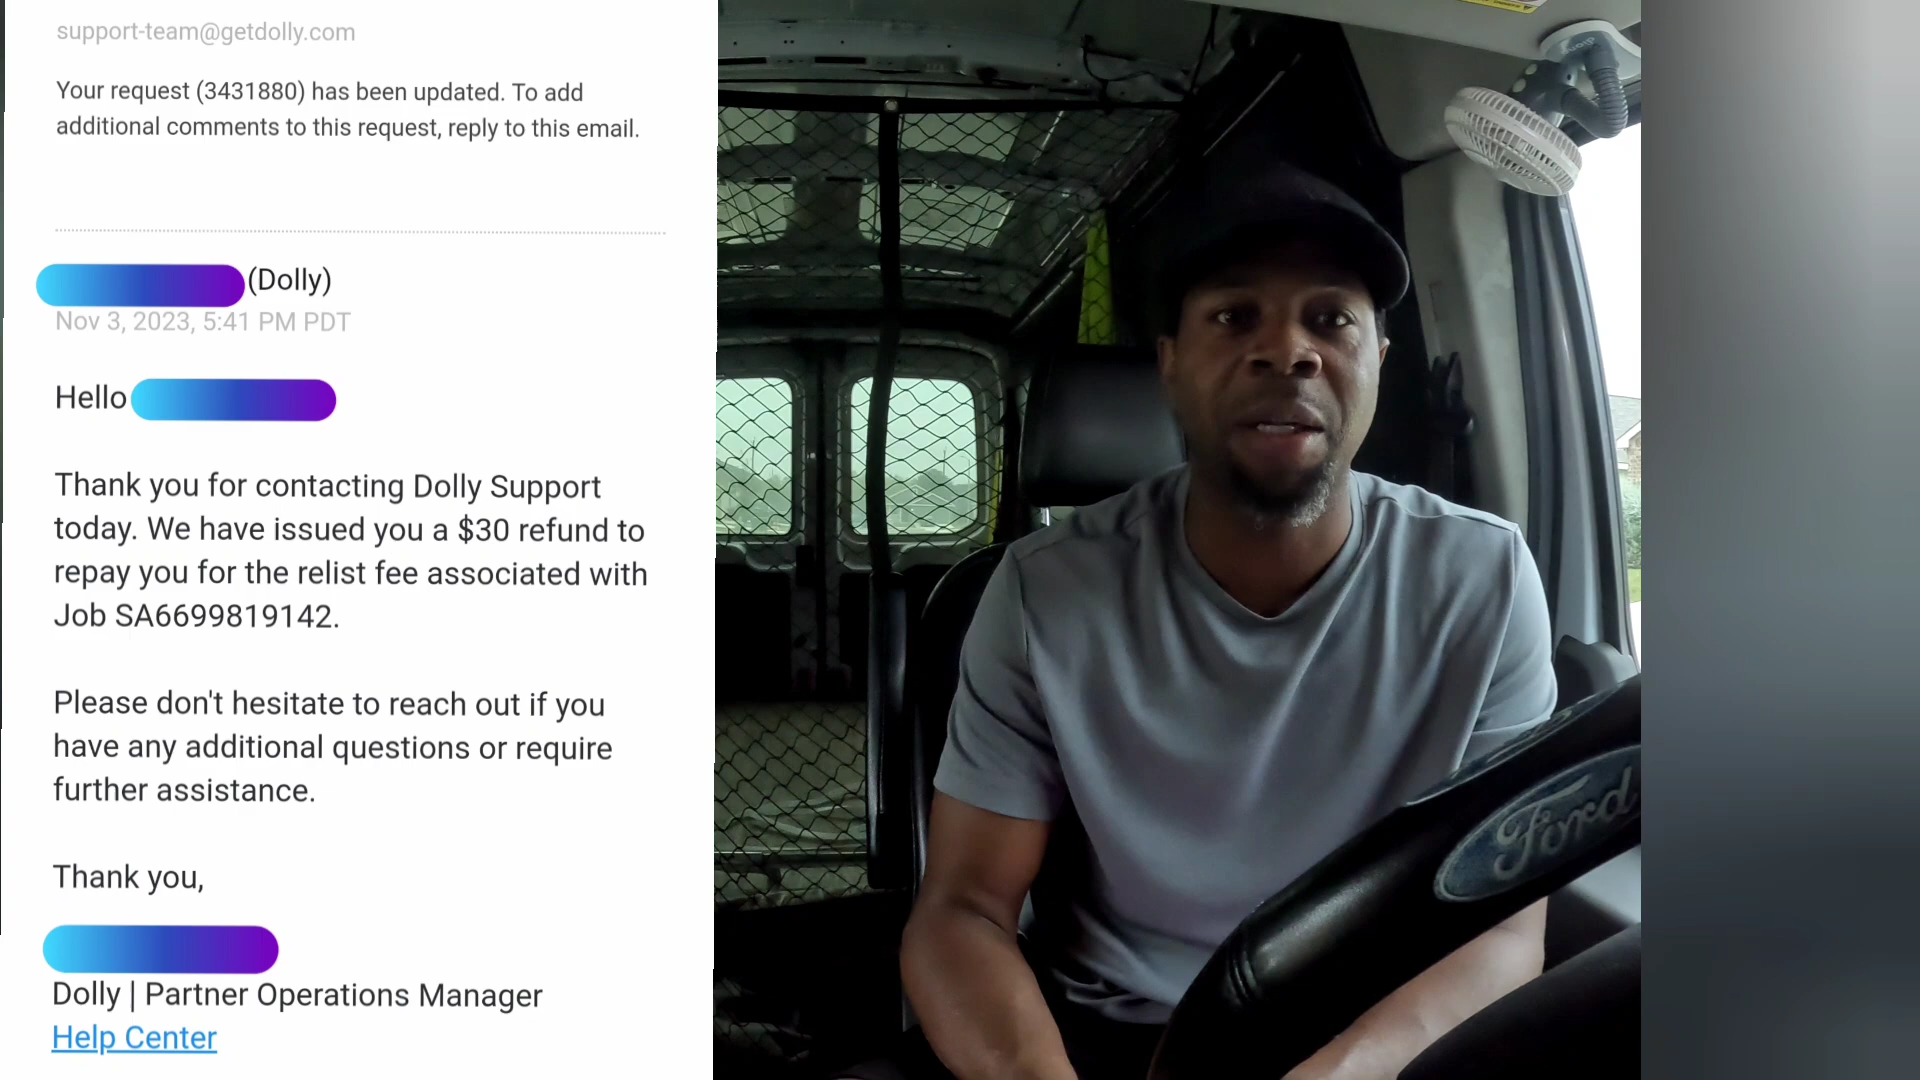 support-team@getdolly.com
Your request (3431880) has been updated. To add
additional comments to this request, reply to this email.
(Dolly)
Nov 3, 2023, 5:41 PM PDT
Hello
Thank you for contacting Dolly Support
today. We have issued you a $30 refund to
repay you for the relist fee associated with
Job SA6699819142.
Please don't hesitate to reach out if you
have any additional questions or require
further assistance.
Thank you,
Dolly | Partner Operations Manager
Help Center
Ford